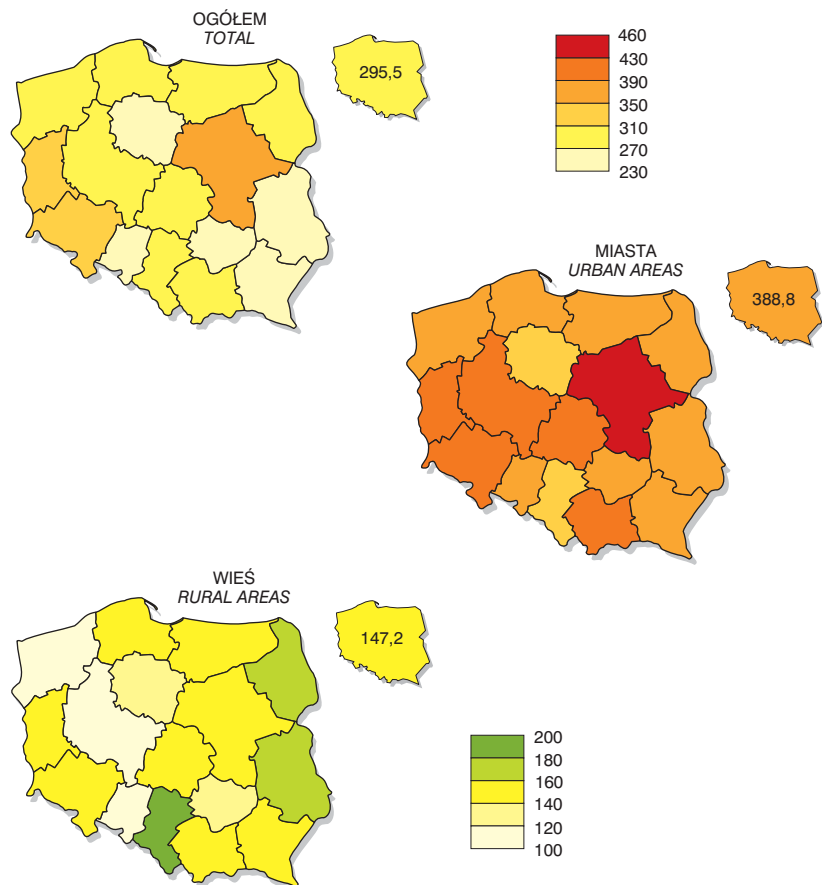 OGÓŁEM
TOTAL
295,5
460
430
390
350
310
270
230
MIASTA
URBAN AREAS
388,8
WIEŚ
RURAL AREAS
147,2
200
180
160
140
120
100